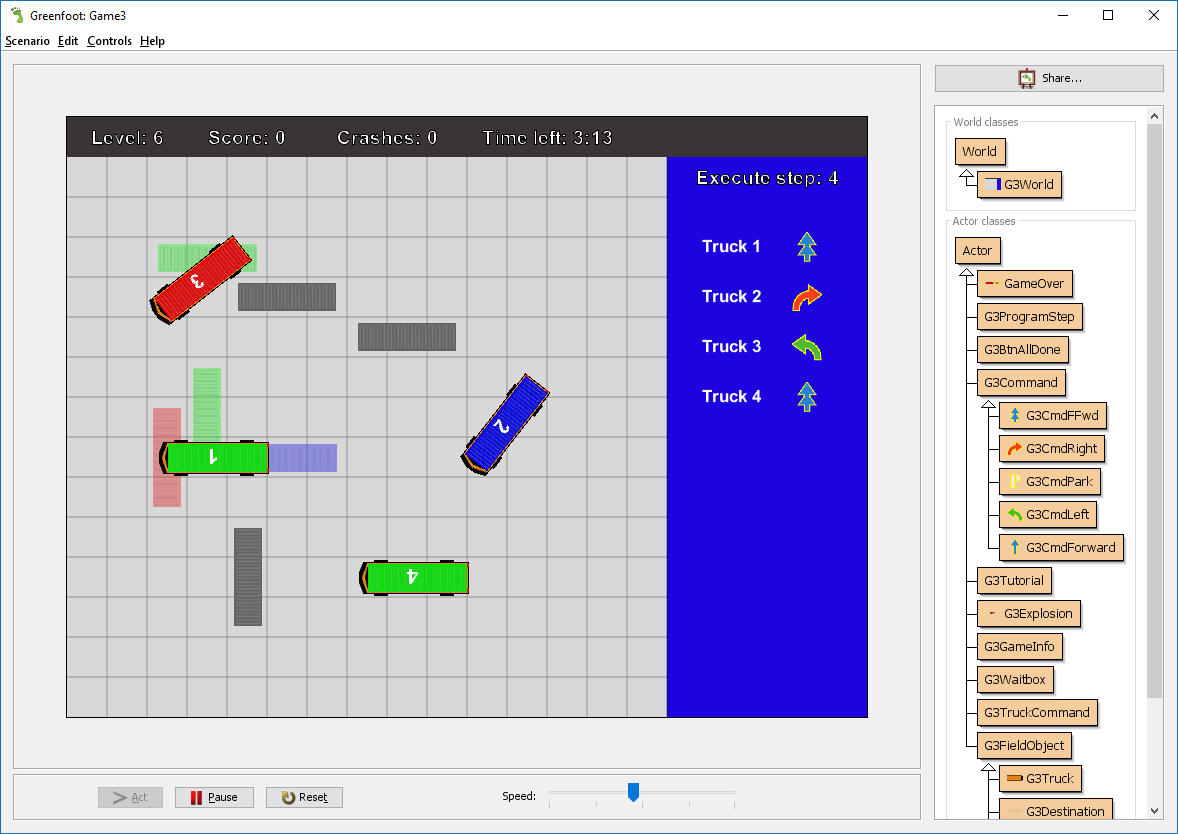 Greenfoot: Game3
Scenario Edit Controls Help
Level: 6 Score: 0 Crashes: 0 Time left: 3:13
Execute step: 4
Truck 1
Truck 2
Truck 3
Truck 4
3
1
2
4
Act Pause Reset Speed:
Share...
World classes
World
G3World
Actor classes
Actor
GameOver
G3ProgramStep
G3BtnAllDone
G3Command
G3CmdFFwd
G3CmdRight
P G3CmdPark
G3CmdLeft
G3CmdForward
G3Tutorial
G3Explosion
G3GameInfo
G3Waitbox
G3TruckCommand
G3FieldObject
G3Truck
G3Destination